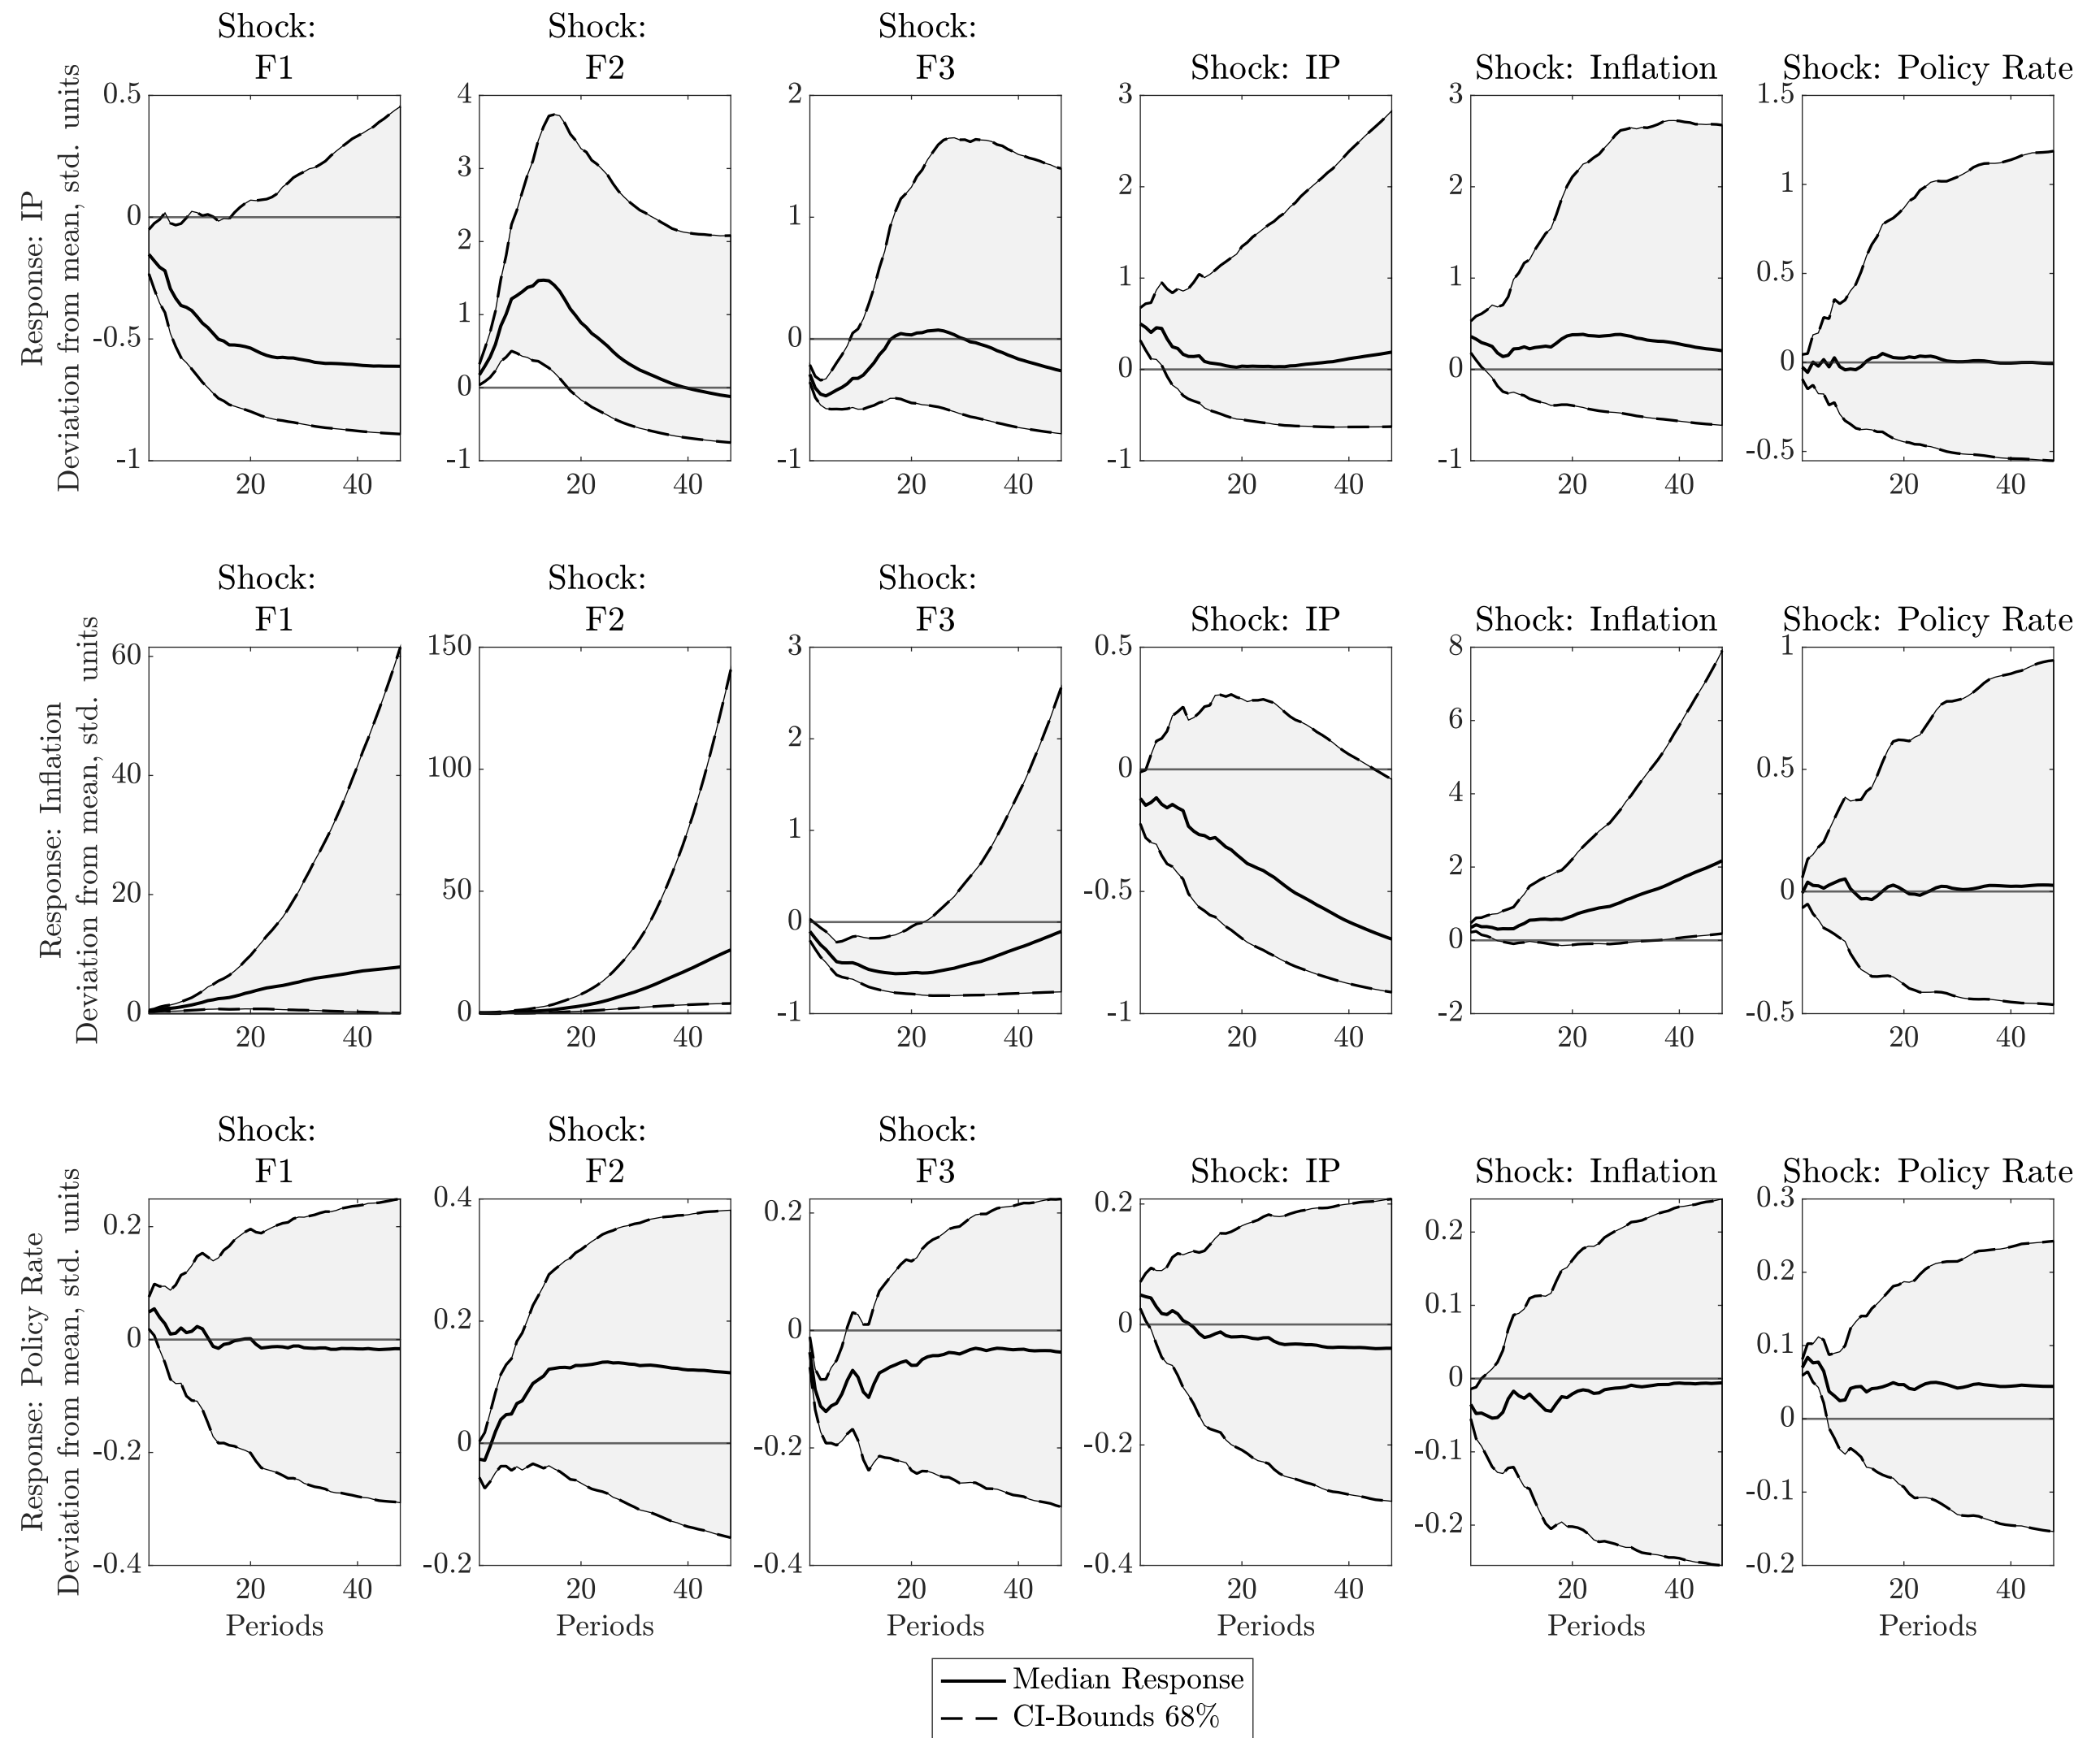 Shock:
F1
Shock:
F2
Shock:
F3
Shock: IP
Shock: Inflation
Shock: Policy Rate
Response: IP
Deviation from mean, std. units
0.5
0
-0.5
-1
20 40
4
3
2
1
0
-1
20 40
2
1
0
-1
20 40
3
2
1
0
-1
20 40
3
2
1
0
-1
20 40
1.5
1
0.5
0
-0.5
20 40
Shock:
F1
Shock:
F2
Shock:
F3
Shock: IP
Shock: Inflation
Shock: Policy Rate
Response: Inflation
Deviation from mean, std. units
60
40
20
0
20 40
150
100
50
0
20 40
3
2
1
0
-1
20 40
0.5
0
-0.5
-1
20 40
8
6
4
2
0
-2
20 40
1
0.5
0
-0.5
20 40
Shock:
F1
Shock:
F2
Shock:
F3
Shock: IP
Shock: Inflation
Shock: Policy Rate
Response: Policy Rate
Deviation from mean, std. units
0.2
0
-0.2
-0.4
20 40
Periods
0.4
0.2
0
-0.2
20 40
Periods
0.2
0
-0.2
-0.4
20 40
Periods
0.2
0
-0.2
-0.4
20 40
Periods
0.2
0.1
0
-0.1
-0.2
20 40
Periods
0.3
0.2
0.1
0
-0.1
-0.2
20 40
Periods
Median Response
CI-Bounds 68%